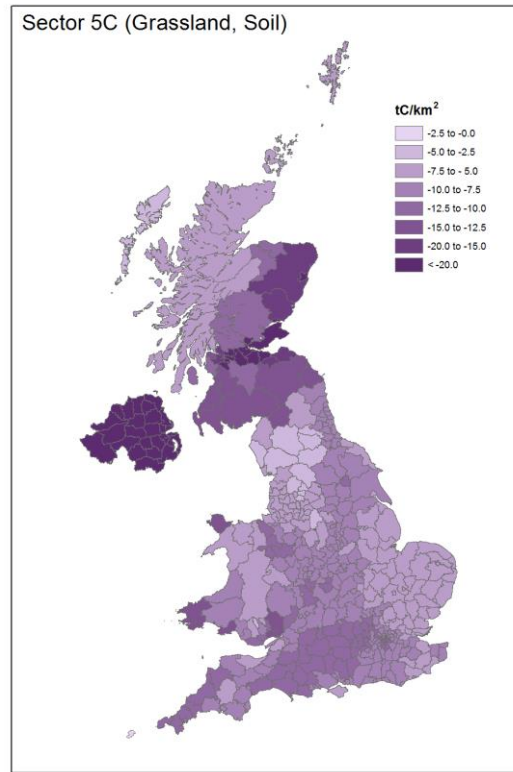 Sector 5C (Grassland, Soil)
tC/km²
-2.5 to -0.0
-5.0 to -2.5
-7.5 to - 5.0
-10.0 to -7.5
-12.5 to -10.0
-15.0 to -12.5
-20.0 to -15.0
< -20.0